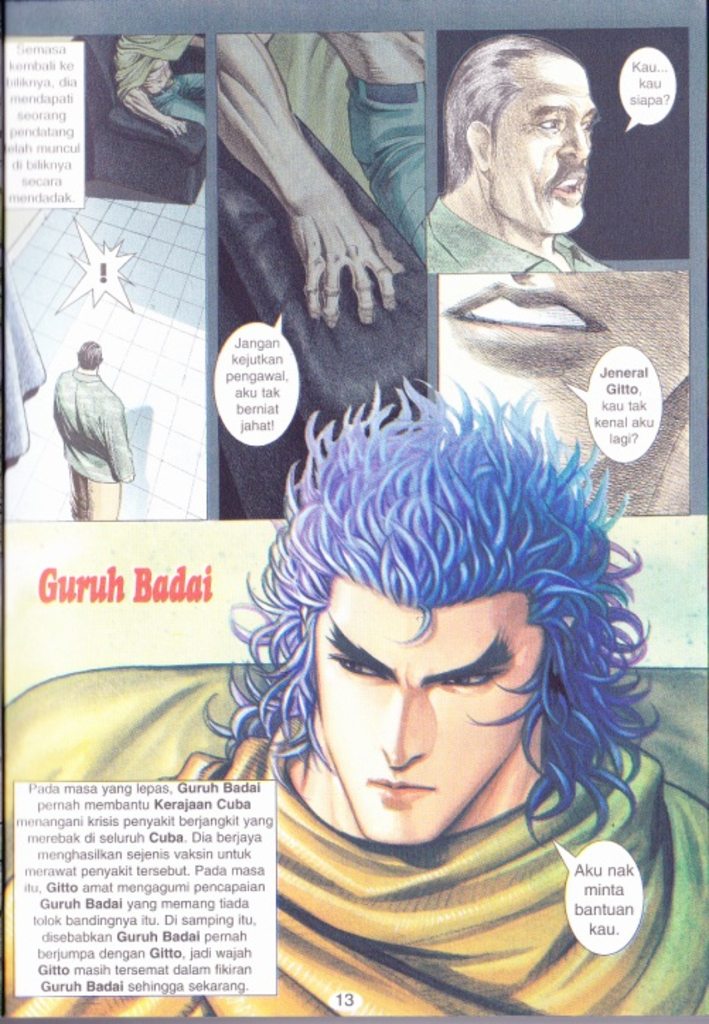 Semasa
kembali ke
biliknya, dia
mendapati
seorang
pendatang
telah muncul
di biliknya
secara
mendadak.
!
Jangan
kejutkan
pengawal,
aku tak
berniat
jahat!
Kau...
kau
siapa?
Jeneral
Gitto,
kau tak
kenal aku
lagi?
Guruh Badai
Pada masa yang lepas, Guruh Badai
pernah membantu Kerajaan Cuba
menangani krisis penyakit berjangkit yang
merebak di seluruh Cuba. Dia berjaya
menghasilkan sejenis vaksin untuk
merawat penyakit tersebut. Pada masa
itu, Gitto amat mengagumi pencapaian
Guruh Badai yang memang tiada
tolok bandingnya itu. Di samping itu,
disebabkan Guruh Badai pernah
berjumpa dengan Gitto, jadi wajah
Gitto masih tersemat dalam fikiran
Guruh Badai sehingga sekarang.
Aku nak
minta
bantuan
kau.
13